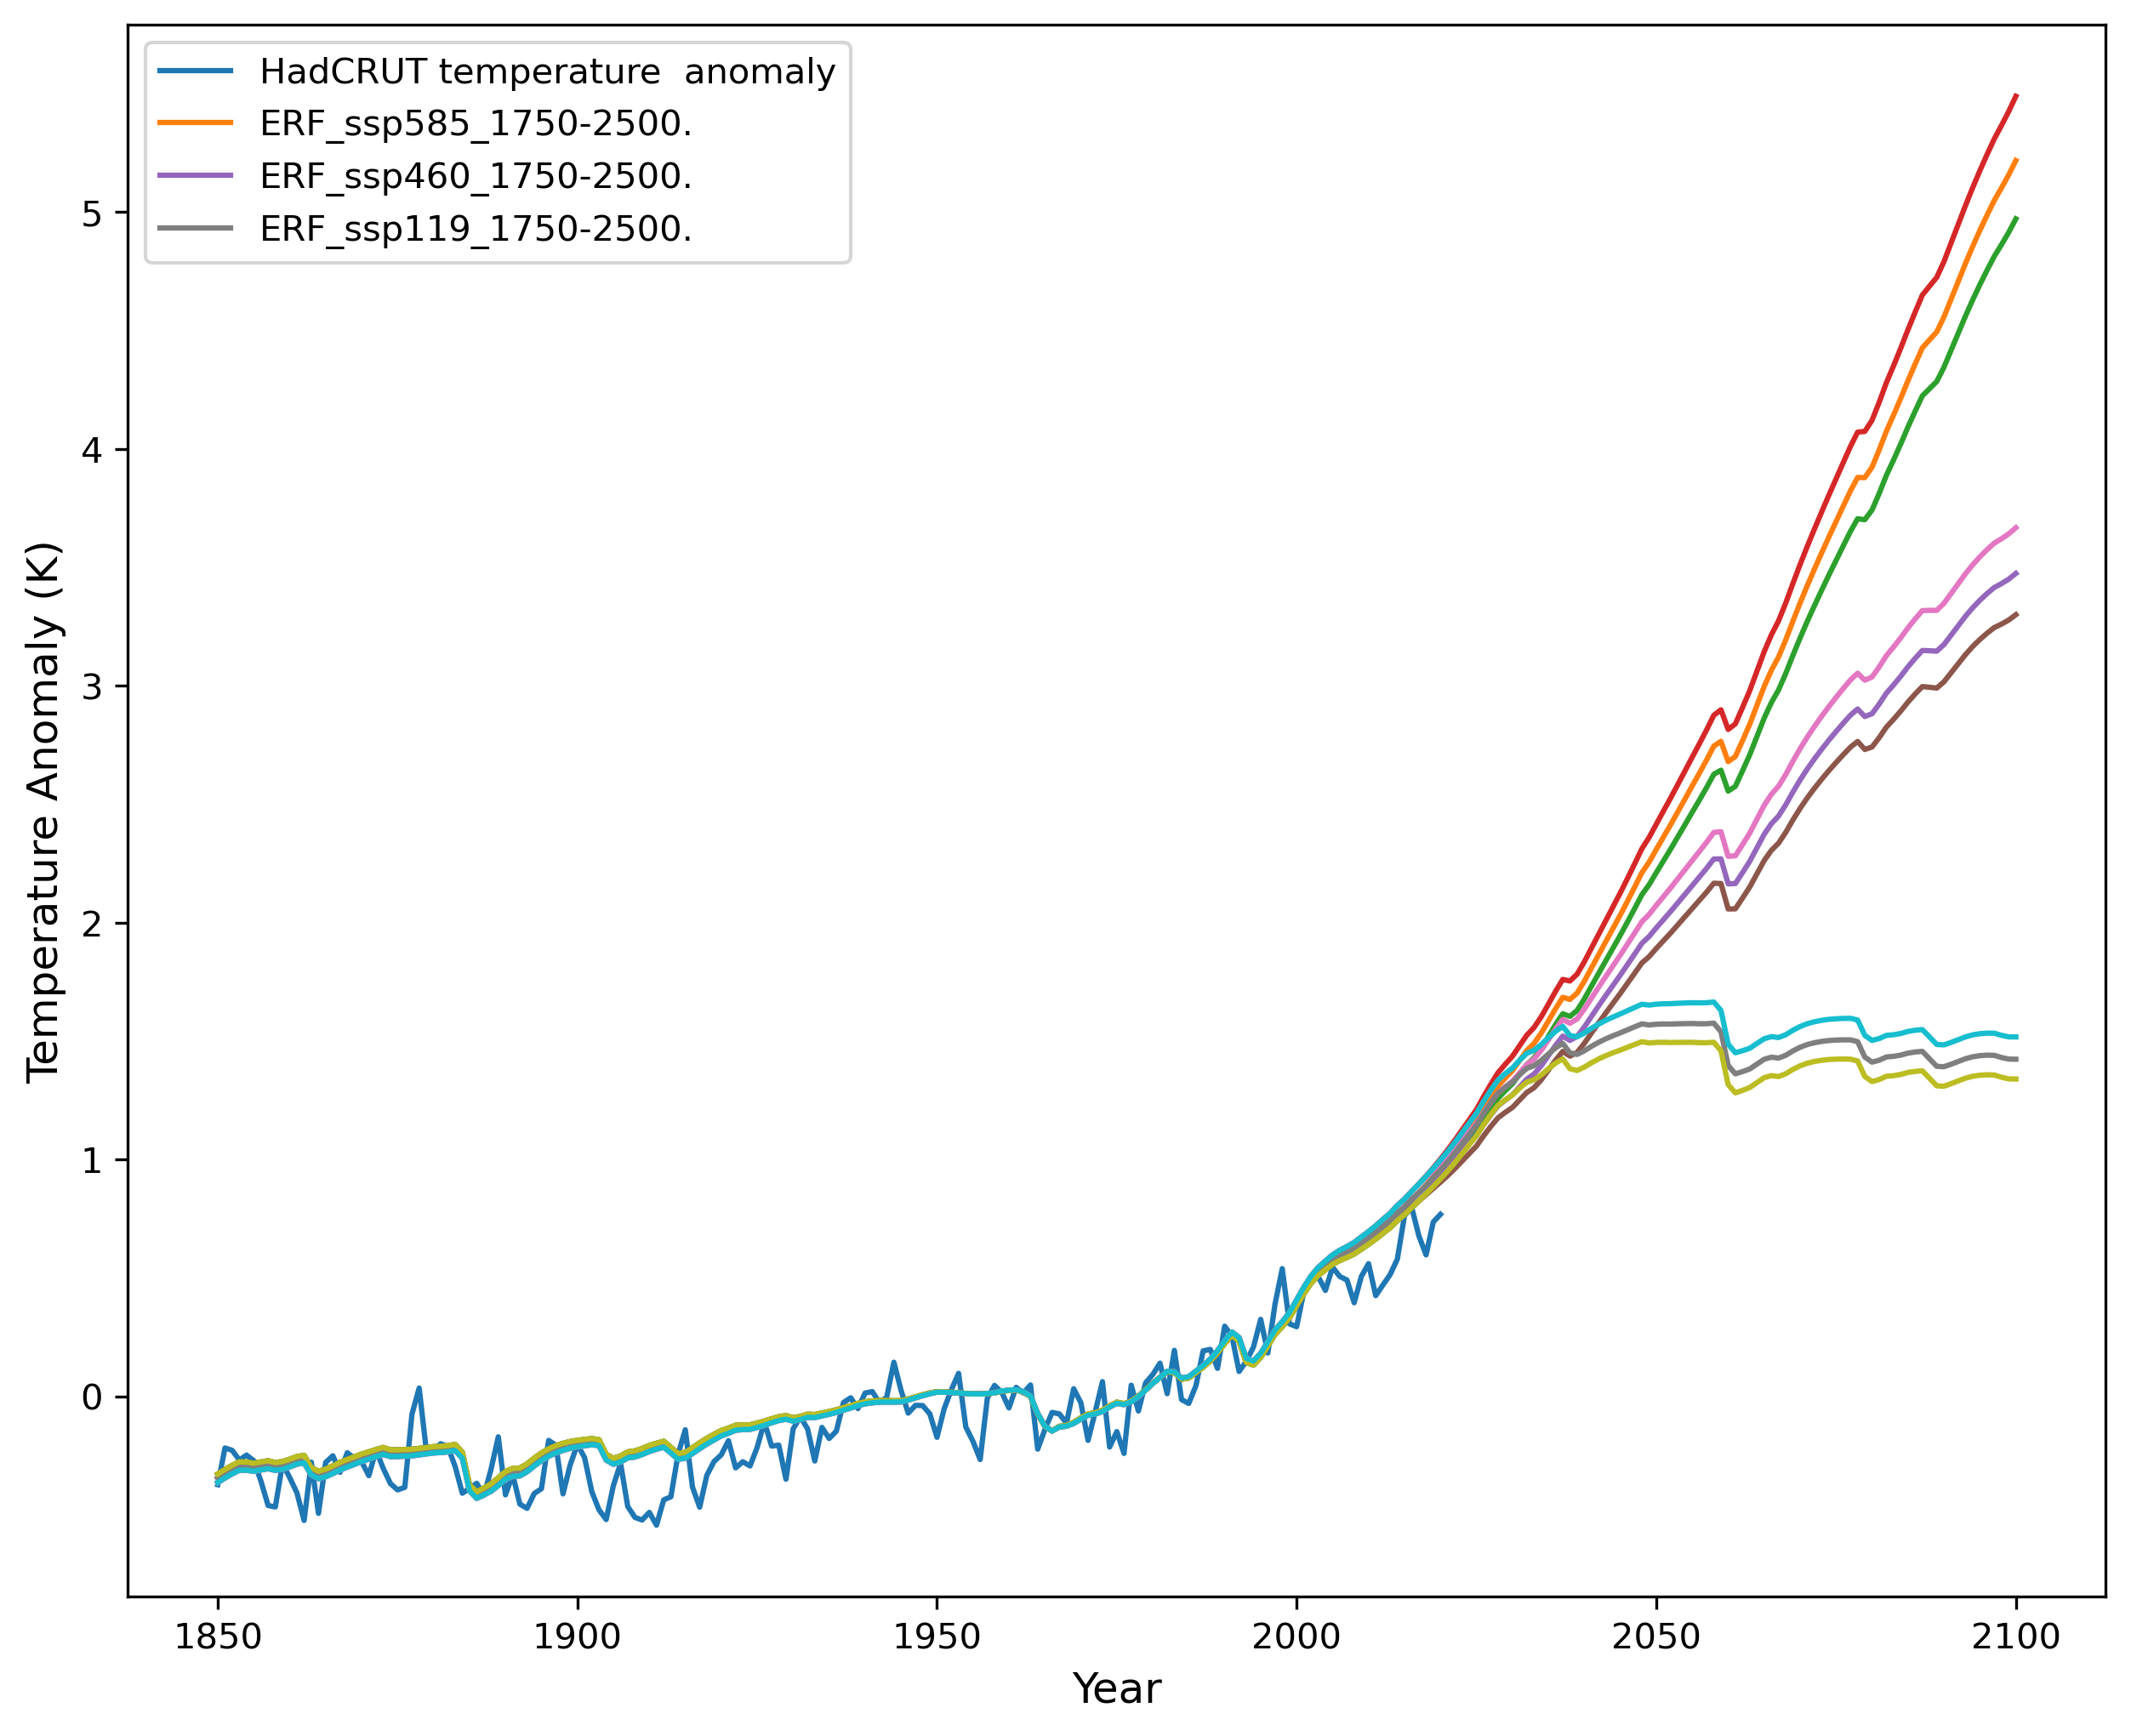 HadCRUT temperature  anomaly
ERF_ssp585_1750-2500.
ERF_ssp460_1750-2500.
ERF_ssp119_1750-2500.
Temperature Anomaly (K)
5
4
3
2
1
0
1850 1900 1950 2000 2050 2100
Year